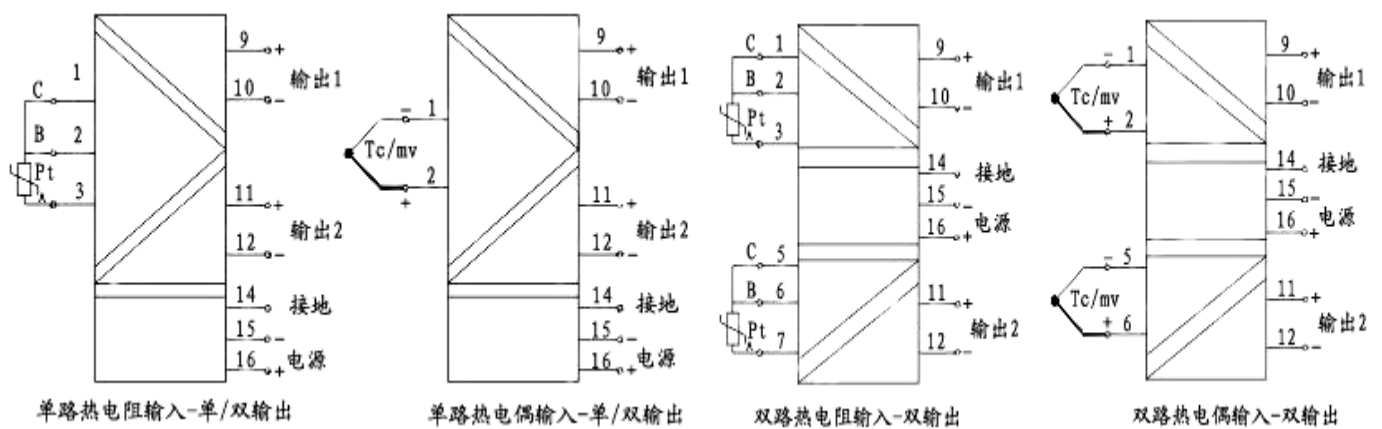 C 1
B 2
Pt
A 3
9 +
输出1
10 -
11 +
输出2
12 -
14 接地
15 -
电源
16 +
单路热电阻输入-单/双输出
- 1
Tc/mv
2
+
9 +
输出1
10 -
11 +
输出2
12 -
14 接地
15 -
电源
16 +
单路热电偶输入-单/双输出
C 1
B 2
Pt
A 3
9 +
输出1
10 -
14 接地
15 -
电源
16 +
C 5
B 6
Pt
A 7
11 +
输出2
12 -
双路热电阻输入-双输出
- 1
Tc/mv
+ 2
9 +
输出1
10 -
14 接地
15 -
电源
16 +
- 5
Tc/mv
+ 6
11 +
输出2
12 -
双路热电偶输入-双输出